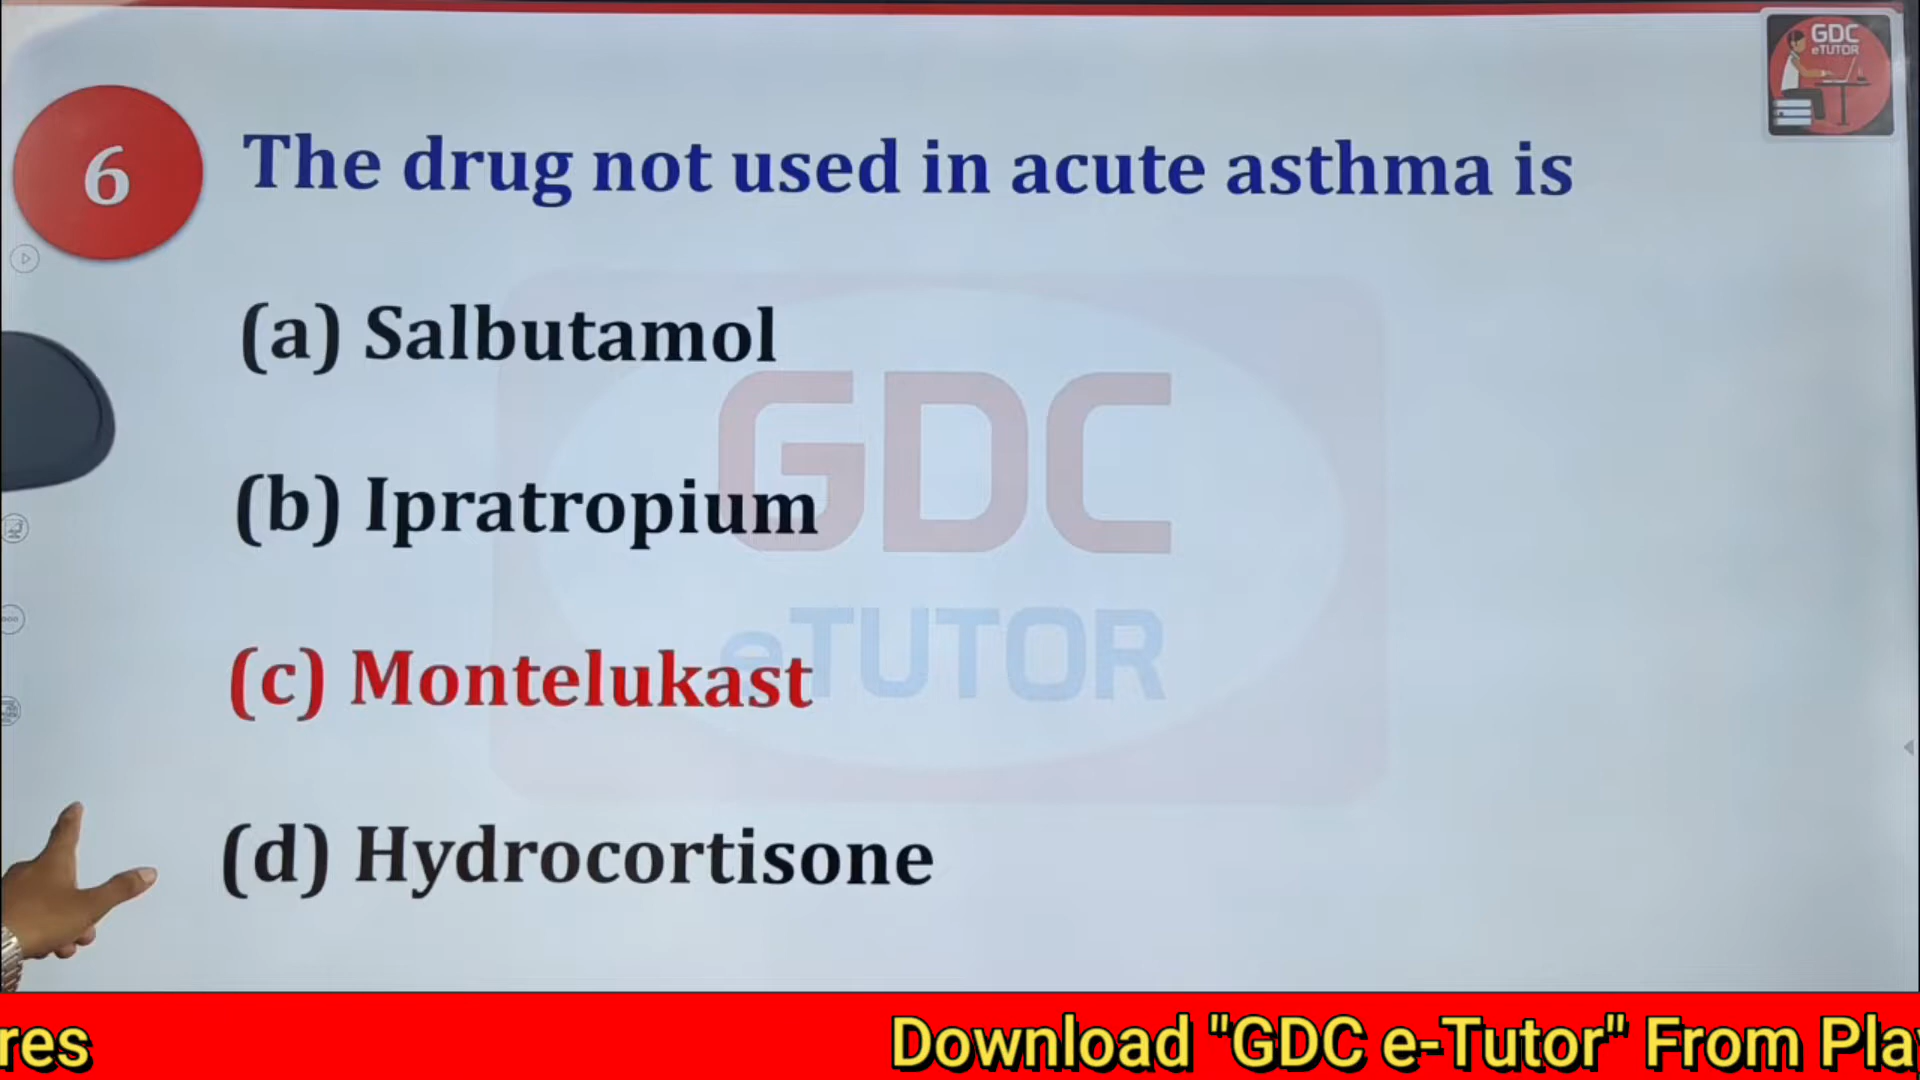 GDC
eTUTOR
6
The drug not used in acute asthma is
(a) Salbutamol
(b) Ipratropium
(c) Montelukast
(d) Hydrocortisone
GDC
eTUTOR
res
Download "GDC e-Tutor" From Pla